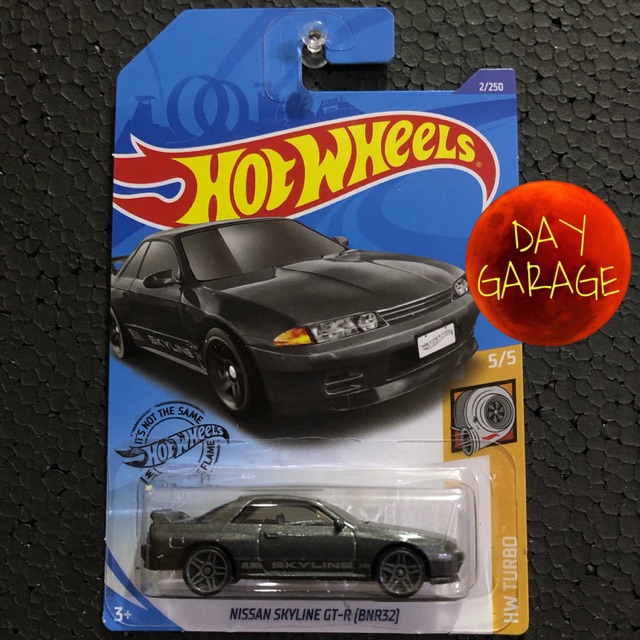 2/250
HOT WHEELS
DAY
GARAGE
SKYLINE
5/5
IT'S NOT THE SAME
HOT WHEELS
FLAME
SKYLINE
HW TURBO
3+
NISSAN SKYLINE GT-R (BNR32)